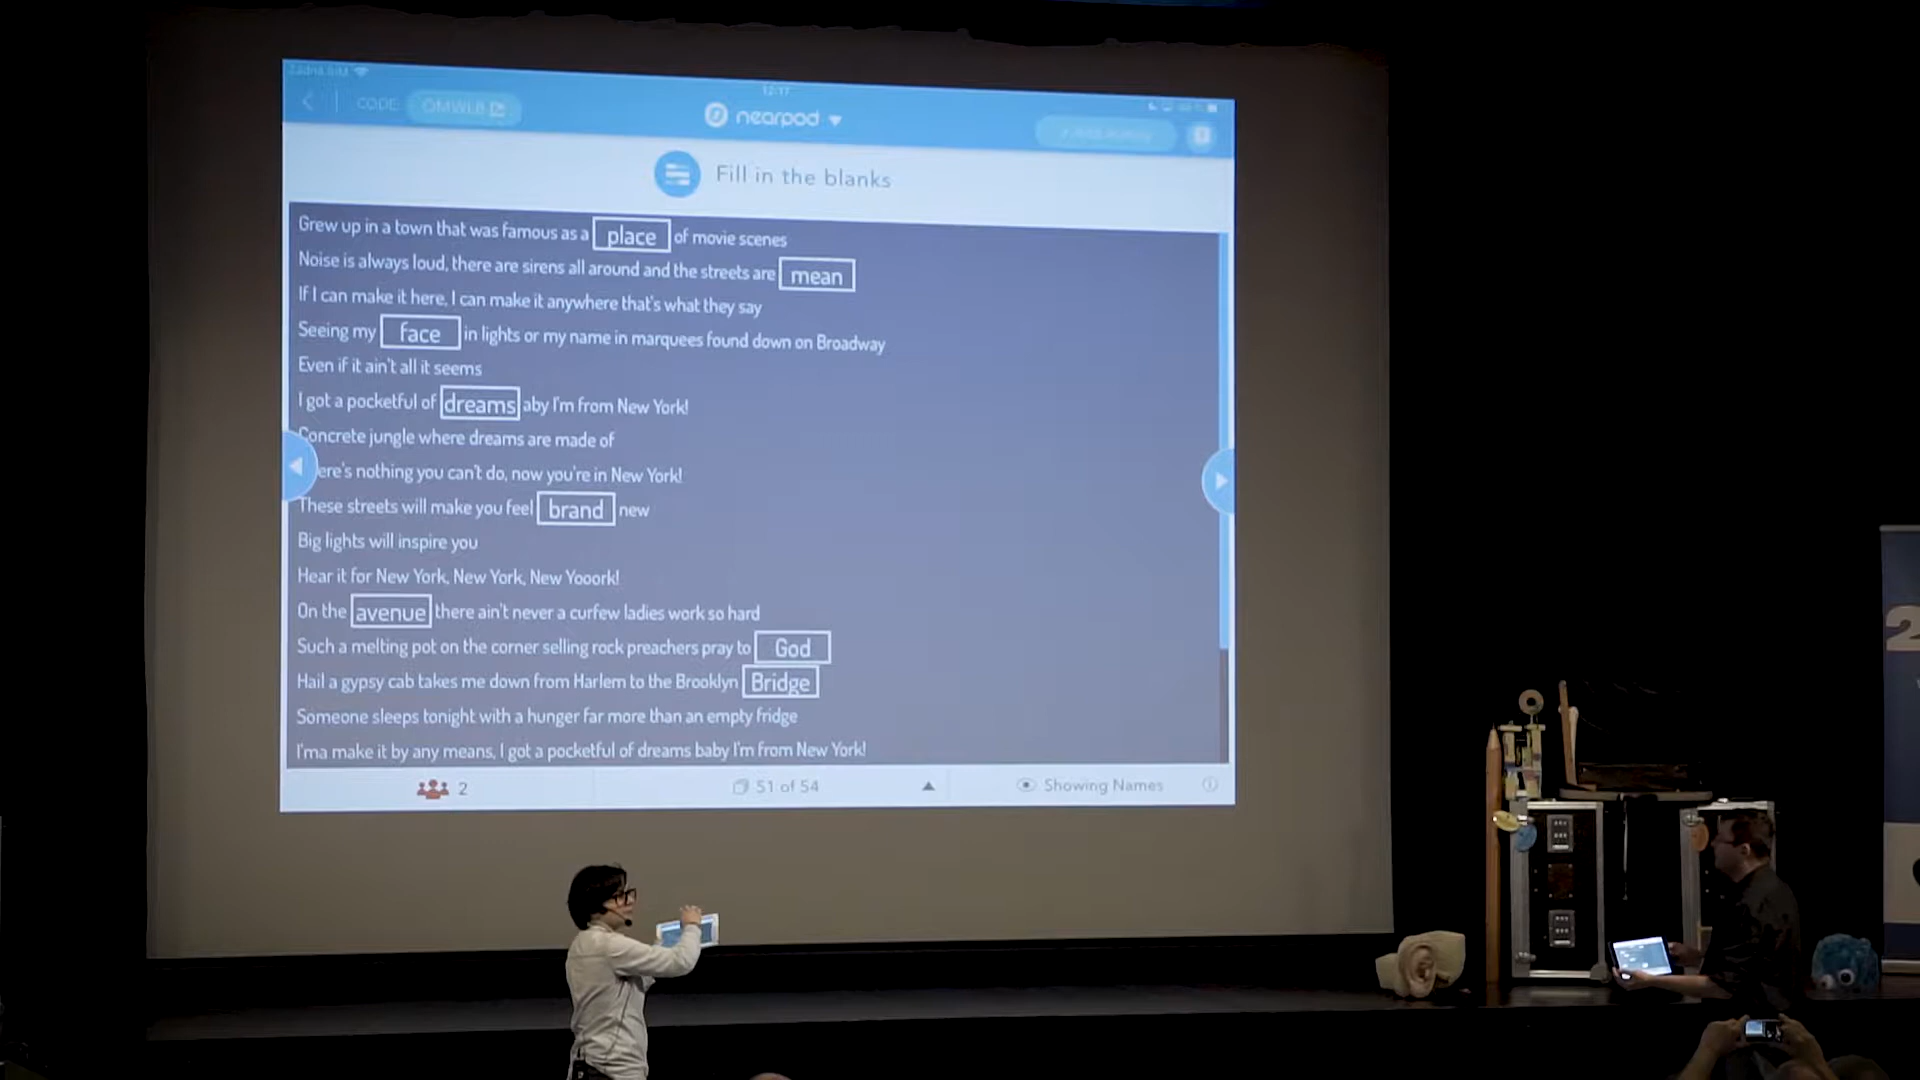 12:17
CODE: OMWLB
nearpod
Fill in the blanks
Grew up in a town that was famous as a place of movie scenes
Noise is always loud, there are sirens all around and the streets are mean
If I can make it here, I can make it anywhere that's what they say
Seeing my face in lights or my name in marquees found down on Broadway
Even if it ain't all it seems
I got a pocketful of dreams aby I'm from New York!
Concrete jungle where dreams are made of
ere's nothing you can't do, now you're in New York!
These streets will make you feel brand new
Big lights will inspire you
Hear it for New York, New York, New Yooork!
On the avenue there ain't never a curfew ladies work so hard
Such a melting pot on the corner selling rock preachers pray to God
Hail a gypsy cab takes me down from Harlem to the Brooklyn Bridge
Someone sleeps tonight with a hunger far more than an empty fridge
I'ma make it by any means, I got a pocketful of dreams baby I'm from New York!
2
51 of 54
Showing Names
2